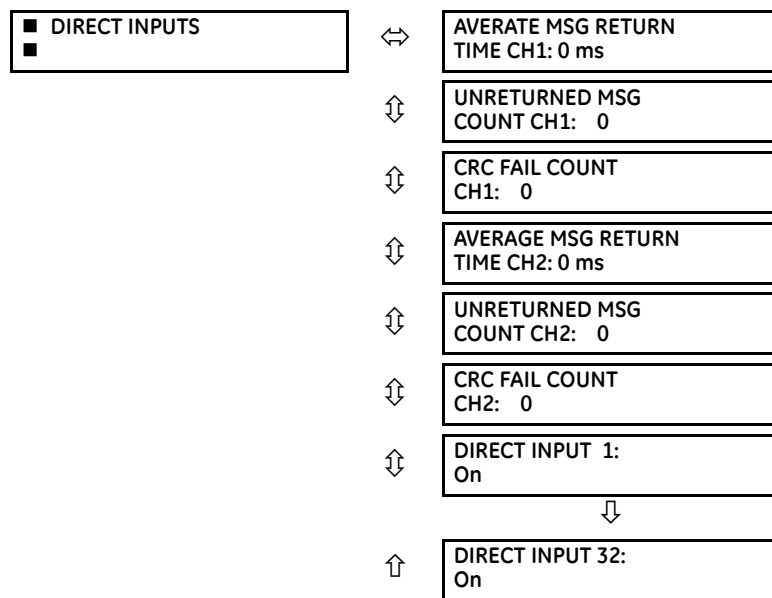 ■ DIRECT INPUTS
■
AVERATE MSG RETURN
TIME CH1: 0 ms
UNRETURNED MSG
COUNT CH1: 0
CRC FAIL COUNT
CH1: 0
AVERAGE MSG RETURN
TIME CH2: 0 ms
UNRETURNED MSG
COUNT CH2: 0
CRC FAIL COUNT
CH2: 0
DIRECT INPUT 1:
On
DIRECT INPUT 32:
On